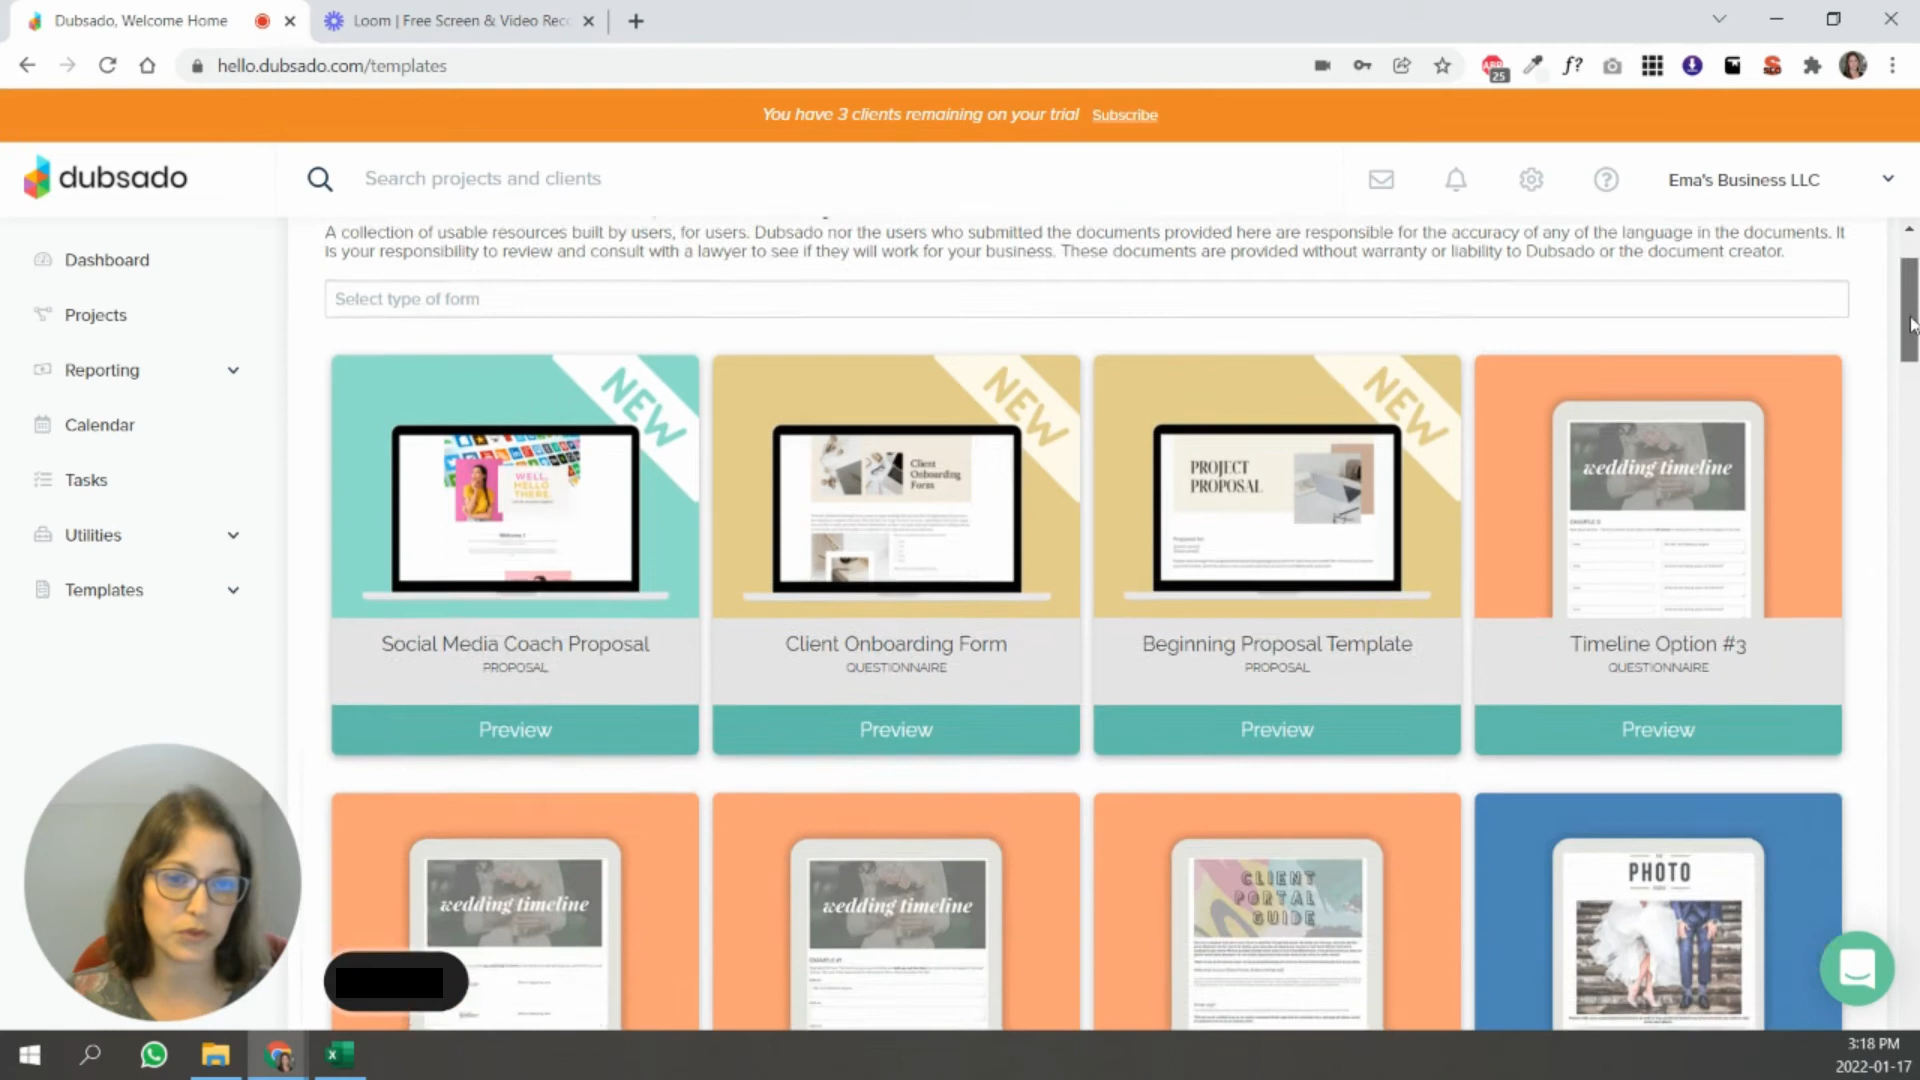 Dubsado, Welcome Home
Loom | Free Screen & Video Rec
hello.dubsado.com/templates
25
f?
You have 3 clients remaining on your trial Subscribe
dubsado
Search projects and clients
Ema's Business LLC
A collection of usable resources built by users, for users. Dubsado nor the users who submitted the documents provided here are responsible for the accuracy of any of the language in the documents. It
is your responsibility to review and consult with a lawyer to see if they will work for your business. These documents are provided without warranty or liability to Dubsado or the document creator.
Dashboard
Projects
Reporting
Calendar
Tasks
Utilities
Templates
Select type of form
NEW
WELL,
HELLO
THERE.
Social Media Coach Proposal
PROPOSAL
Preview
NEW
Client
Onboarding
Form
Client Onboarding Form
QUESTIONNAIRE
Preview
NEW
PROJECT
PROPOSAL
Beginning Proposal Template
PROPOSAL
Preview
wedding timeline
Timeline Option #3
QUESTIONNAIRE
Preview
wedding timeline
wedding timeline
CLIENT
PORTAL
GUIDE
PHOTO
3:18 PM
2022-01-17